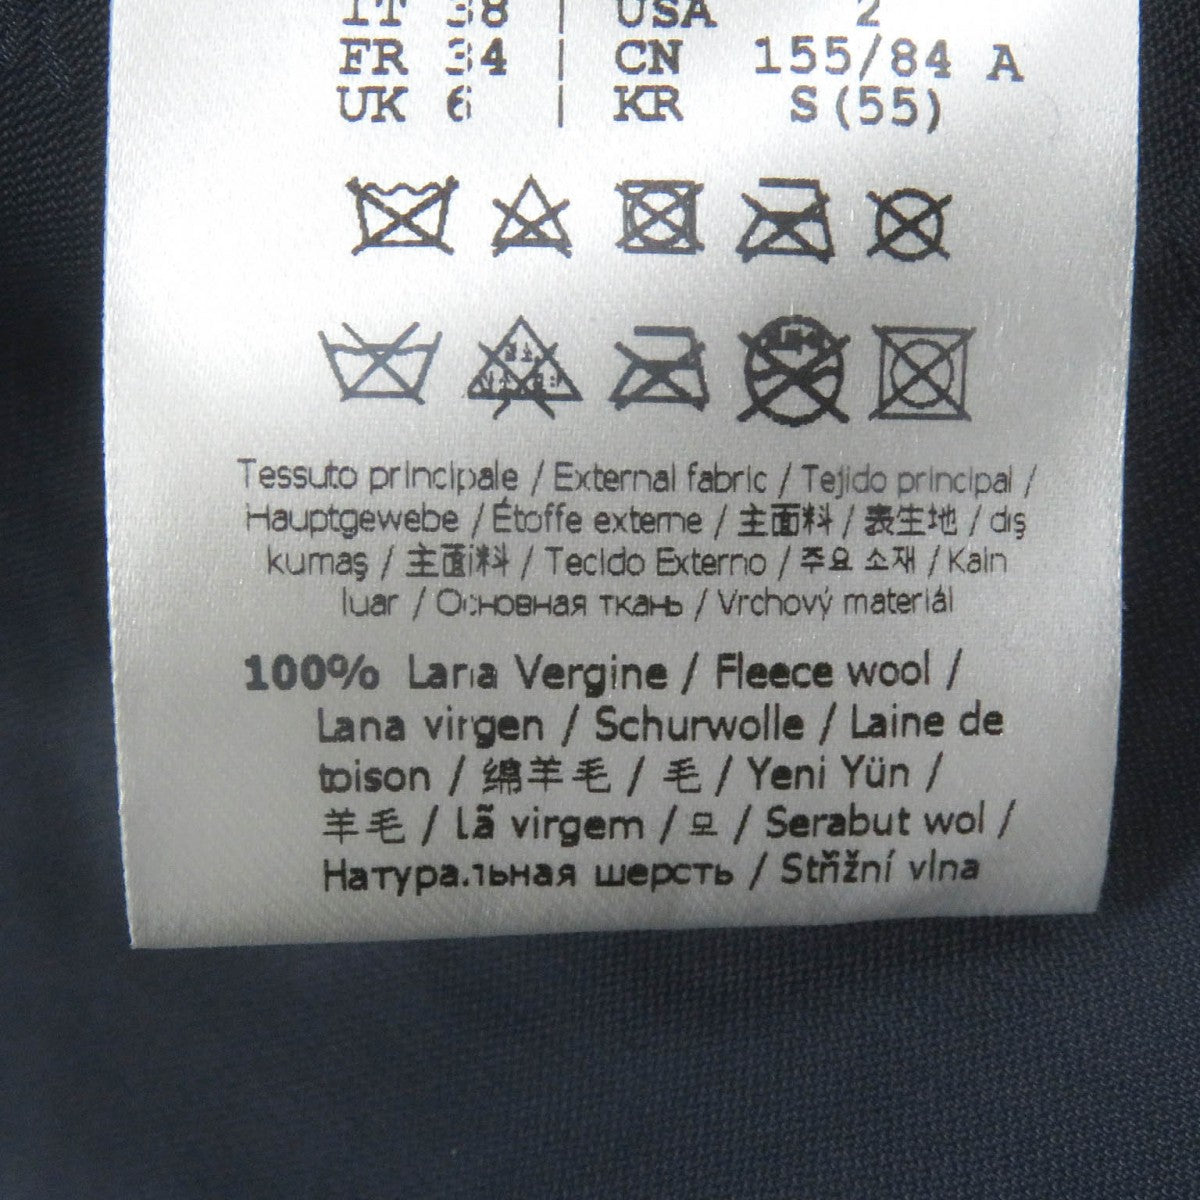 IT 38 | USA 2
FR 34 | CN 155/84 A
UK 6 | KR S(55)
Tessuto principale / External fabric / Tejido principal /
Hauptgewebe / Étoffe externe / 主面料 / 表生地 / dış
kumaş / 主面料 / Tecido Externo / 주요 소재 / Kain
luar / Основная ткань / Vrchový materiál
100% Lana Vergine / Fleece wool /
Lana virgen / Schurwolle / Laine de
toison / 绵羊毛 / 毛 / Yeni Yün /
羊毛 / Lã virgem / 모 / Serabut wol /
Натуральная шерсть / Střižní vlna